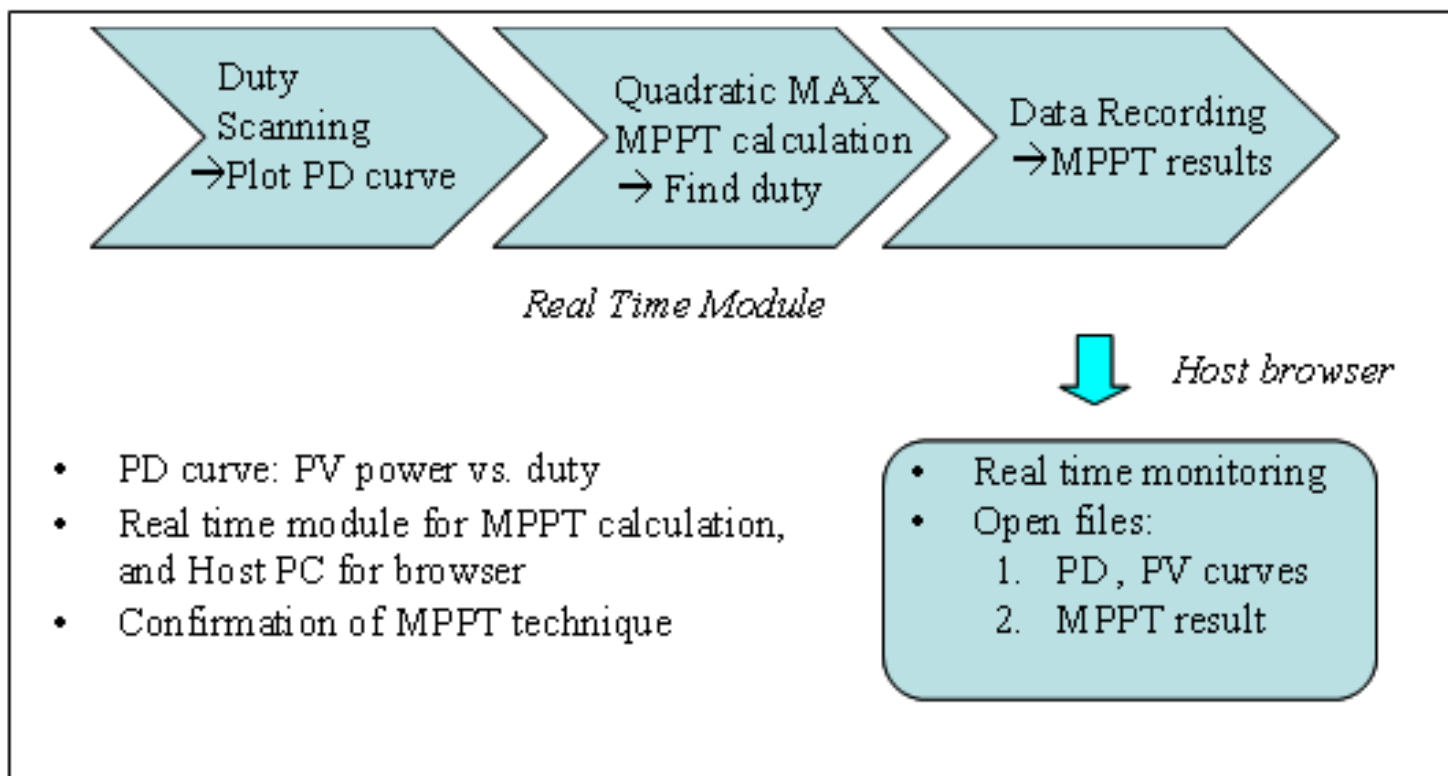 Duty
Scanning
→Plot PD curve
Quadratic MAX
MPPT calculation
→ Find duty
Data Recording
→MPPT results
Real Time Module
Host browser
• PD curve: PV power vs. duty
• Real time module for MPPT calculation,
and Host PC for browser
• Confirmation of MPPT technique
• Real time monitoring
• Open files:
1. PD , PV curves
2. MPPT result